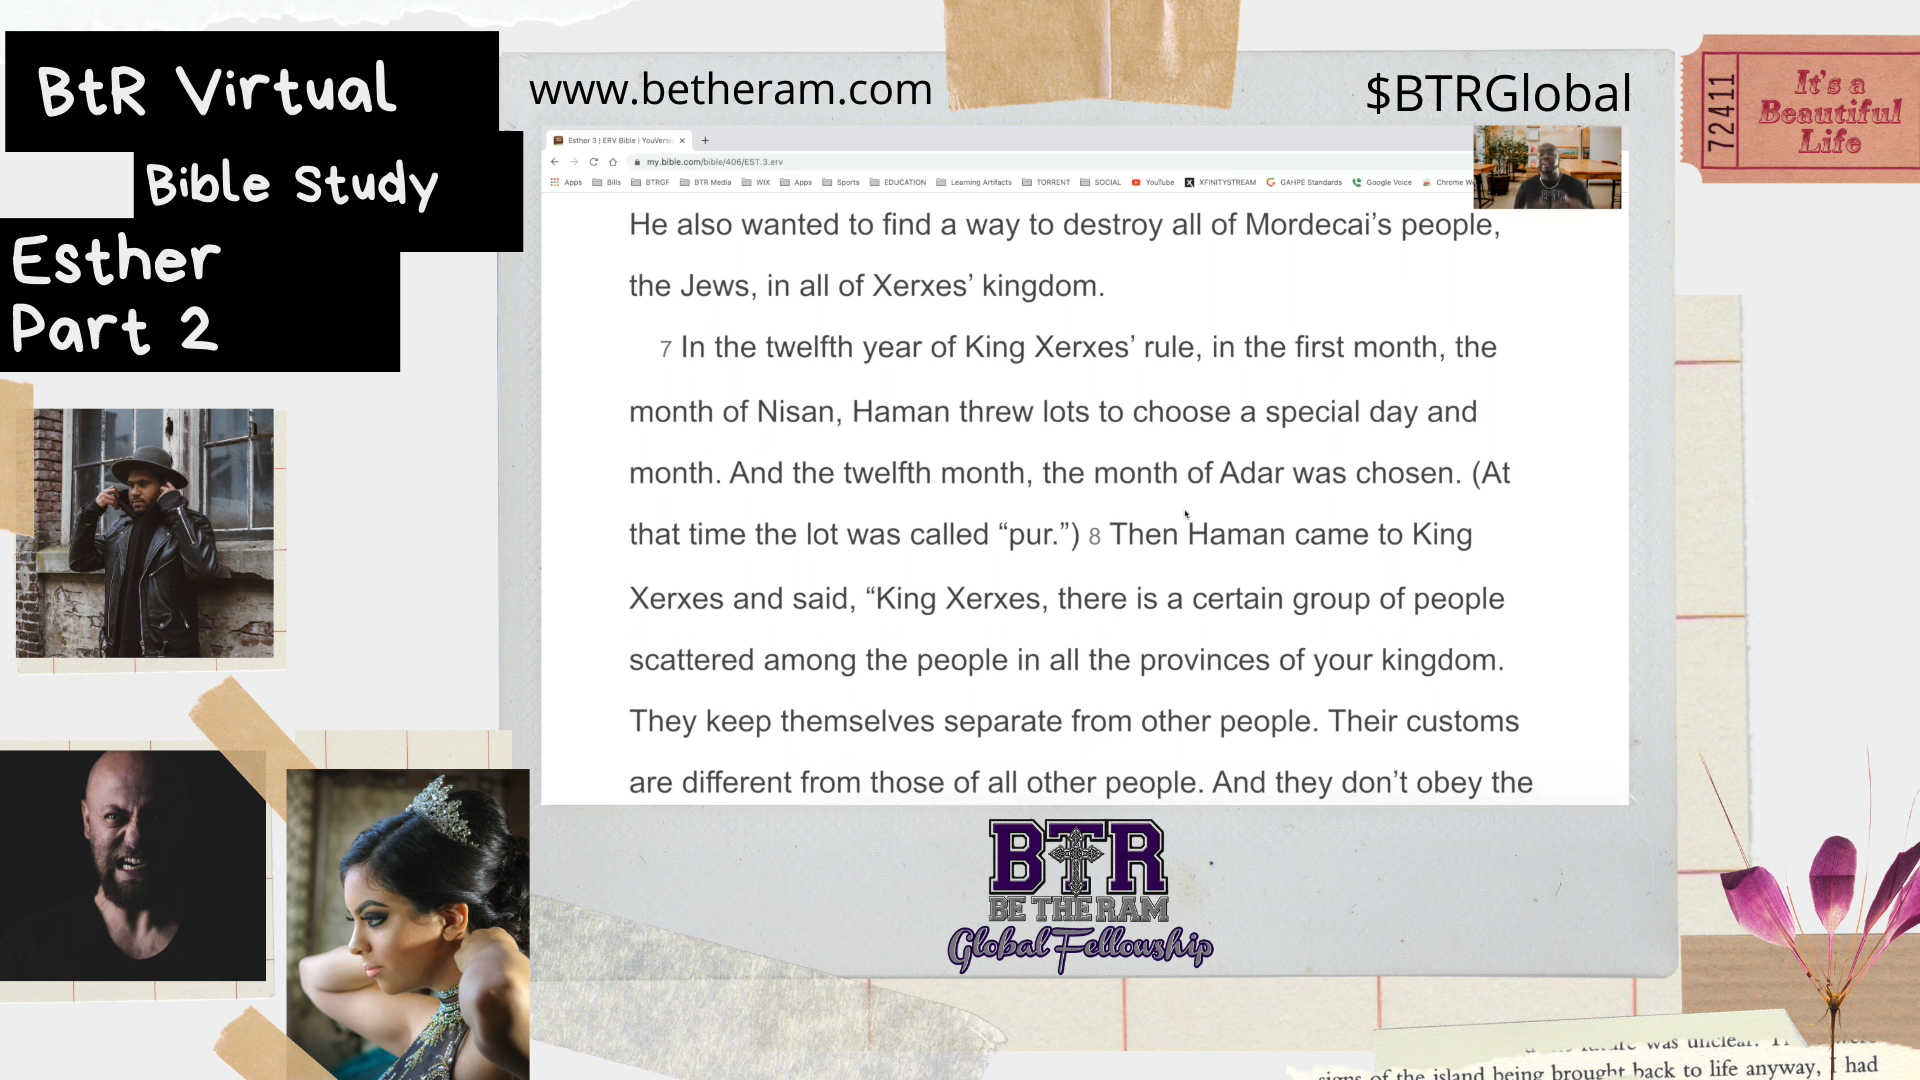 BtR Virtual
Bible Study
Esther
Part 2
www.betheram.com
$BTRGlobal
72411
It's a
Beautiful
Life
Esther 3 | ERV Bible | YouVersi
my.bible.com/bible/406/EST.3.erv
Apps Bills BTRGF BTR Media WIX Apps Sports EDUCATION Learning Artifacts TORRENT SOCIAL YouTube XFINITYSTREAM GAHPE Standards Google Voice Chrome W
He also wanted to find a way to destroy all of Mordecai’s people,
the Jews, in all of Xerxes’ kingdom.
7 In the twelfth year of King Xerxes’ rule, in the first month, the
month of Nisan, Haman threw lots to choose a special day and
month. And the twelfth month, the month of Adar was chosen. (At
that time the lot was called “pur.”) 8 Then Haman came to King
Xerxes and said, “King Xerxes, there is a certain group of people
scattered among the people in all the provinces of your kingdom.
They keep themselves separate from other people. Their customs
are different from those of all other people. And they don’t obey the
BTR
BE THE RAM
Global Fellowship
was unclear.
signs of the island being brought back to life anyway, I had